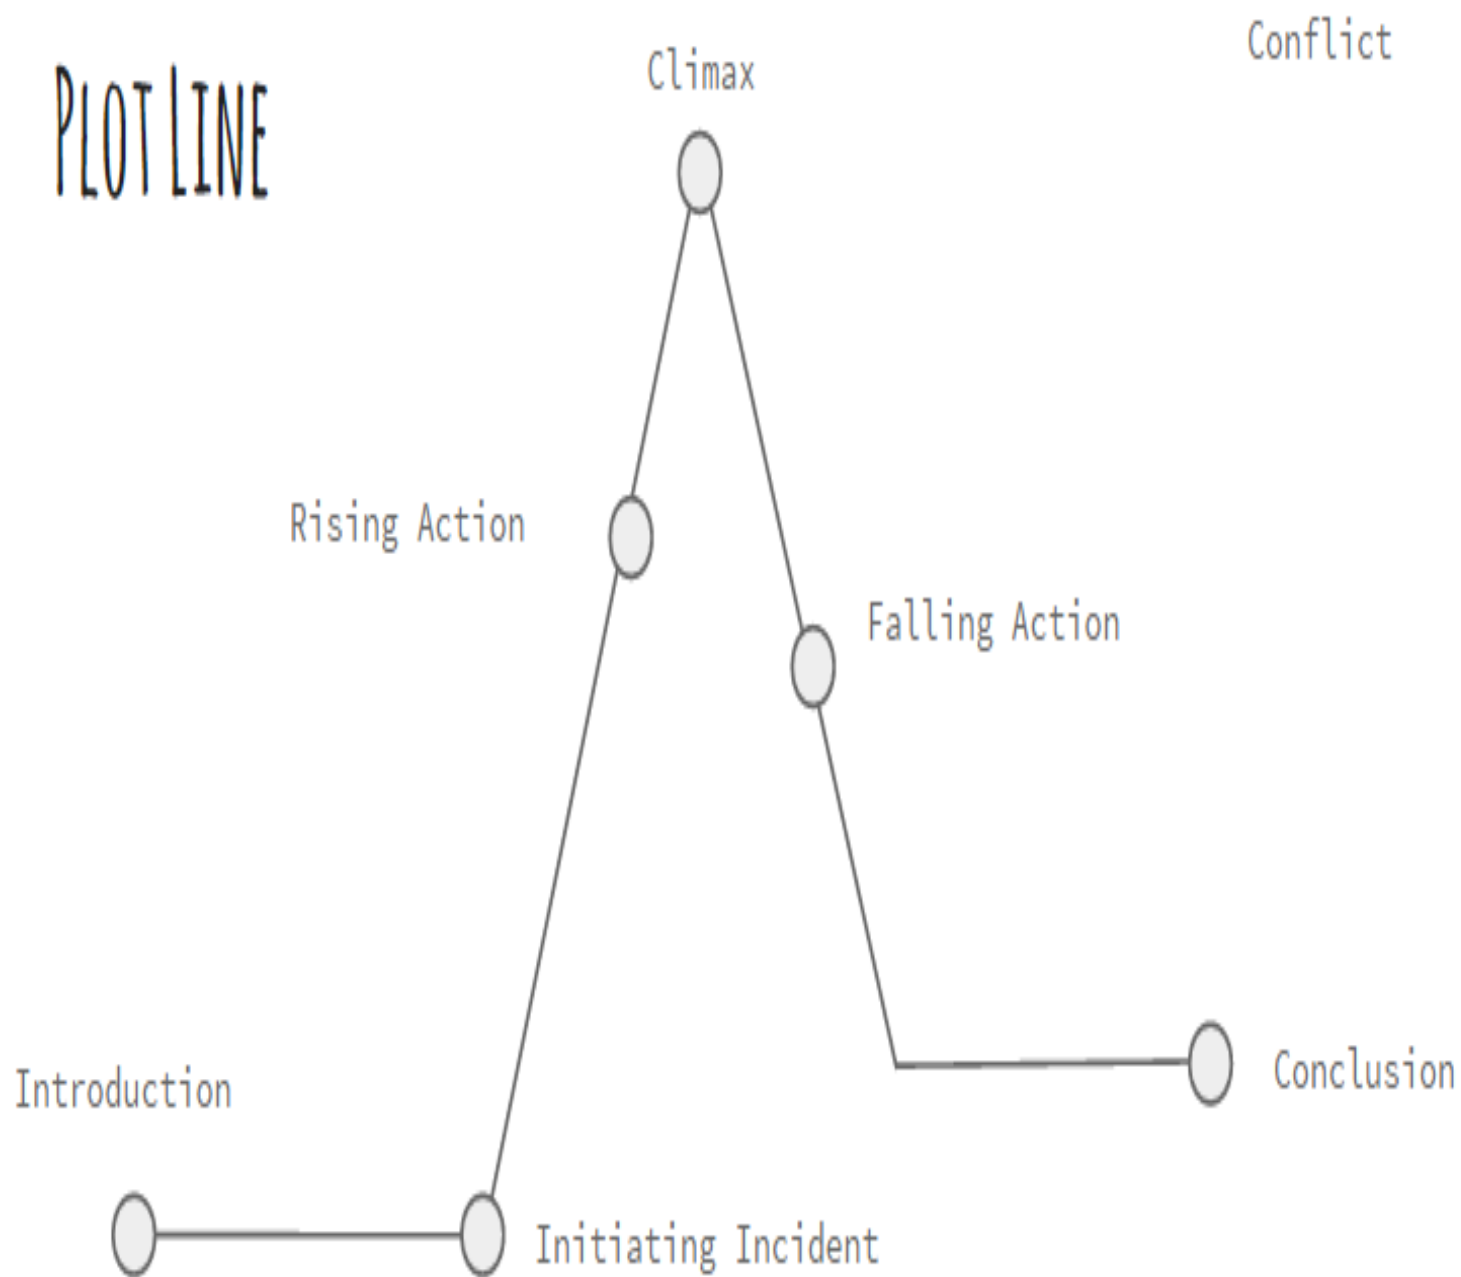 Conflict
Climax
PLOT LINE
Rising Action
Falling Action
Introduction
Conclusion
Initiating Incident